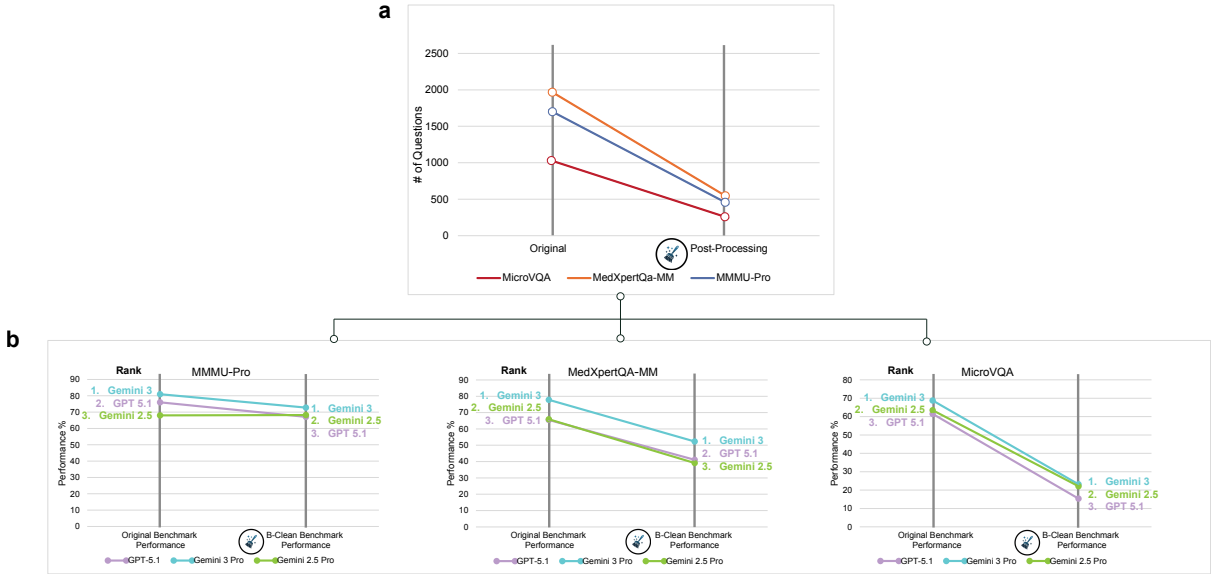 a
2500
2000
1500
1000
500
0
# of Questions
Original
Post-Processing
MicroVQA
MedXpertQa-MM
MMMU-Pro
b
Rank
MMMU-Pro
90
80
70
60
50
40
30
20
10
0
Performance %
1. Gemini 3
2. GPT 5.1
3. Gemini 2.5
1. Gemini 3
2. Gemini 2.5
3. GPT 5.1
Original Benchmark
Performance
B-Clean Benchmark
Performance
GPT-5.1
Gemini 3 Pro
Gemini 2.5 Pro
Rank
MedXpertQA-MM
90
80
70
60
50
40
30
20
10
0
Performance %
1. Gemini 3
2. Gemini 2.5
3. GPT 5.1
1. Gemini 3
2. GPT 5.1
3. Gemini 2.5
Original Benchmark
Performance
B-Clean Benchmark
Performance
GPT-5.1
Gemini 3 Pro
Gemini 2.5 Pro
Rank
MicroVQA
80
70
60
50
40
30
20
10
0
Performance %
1. Gemini 3
2. Gemini 2.5
3. GPT 5.1
1. Gemini 3
2. Gemini 2.5
3. GPT 5.1
Original Benchmark
Performance
B-Clean Benchmark
Performance
GPT-5.1
Gemini 3 Pro
Gemini 2.5 Pro